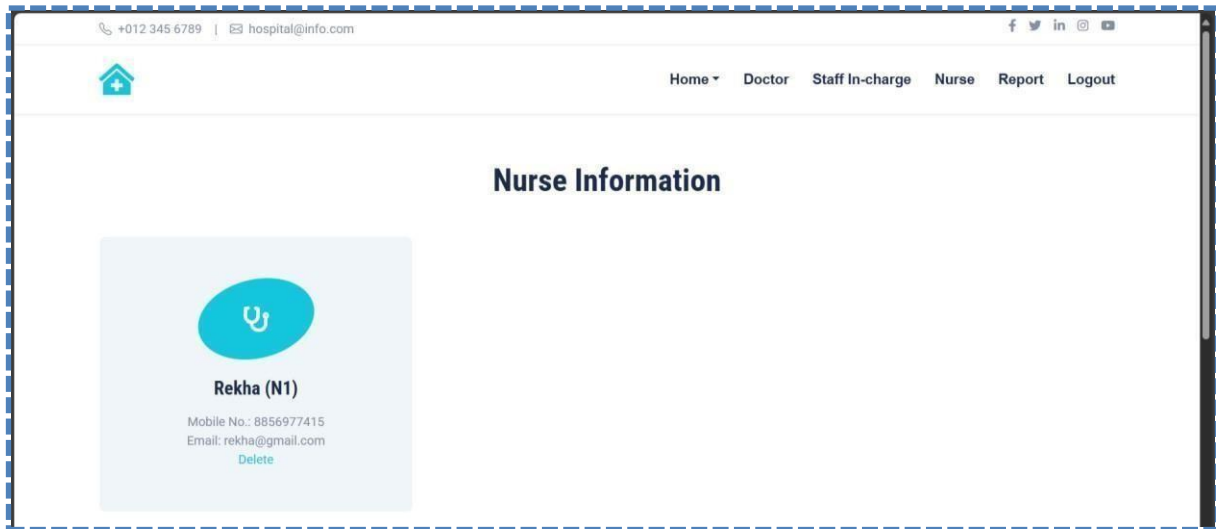 +012 345 6789 | hospital@info.com
Home Doctor Staff In-charge Nurse Report Logout
Nurse Information
Rekha (N1)
Mobile No.: 8856977415
Email: rekha@gmail.com
Delete